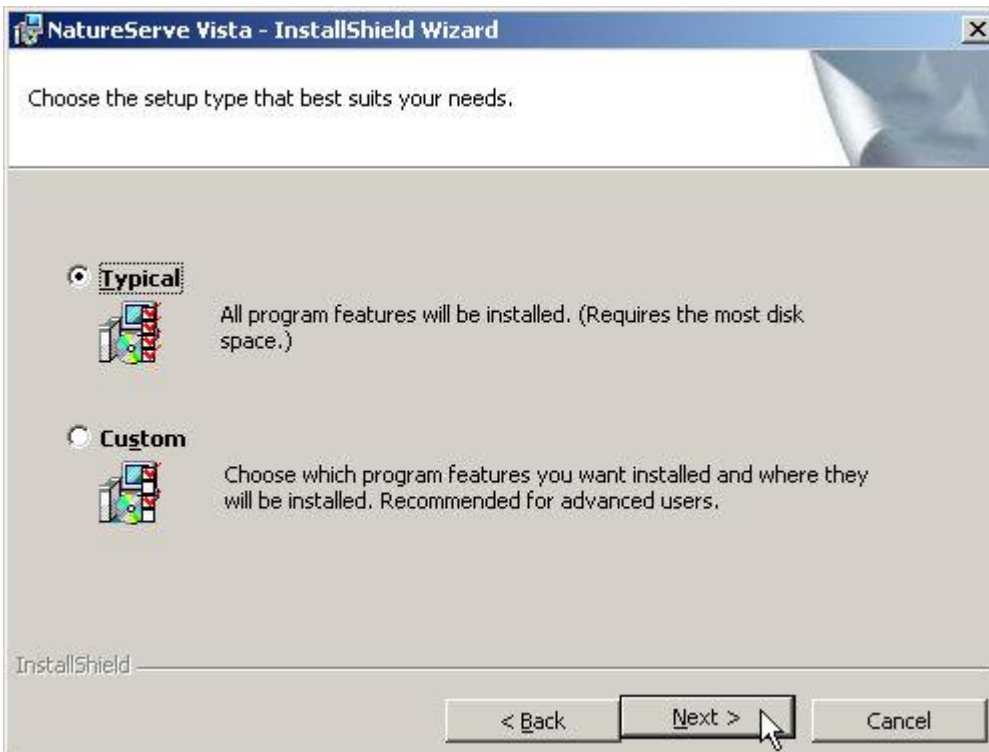 NatureServe Vista - InstallShield Wizard
Choose the setup type that best suits your needs.
Typical
All program features will be installed. (Requires the most disk
space.)
Custom
Choose which program features you want installed and where they
will be installed. Recommended for advanced users.
InstallShield
< Back
Next >
Cancel